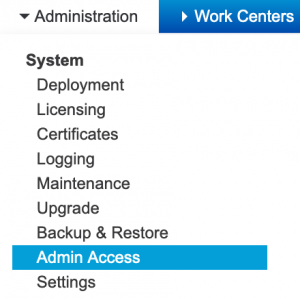 Administration Work Centers
System
Deployment
Licensing
Certificates
Logging
Maintenance
Upgrade
Backup & Restore
Admin Access
Settings